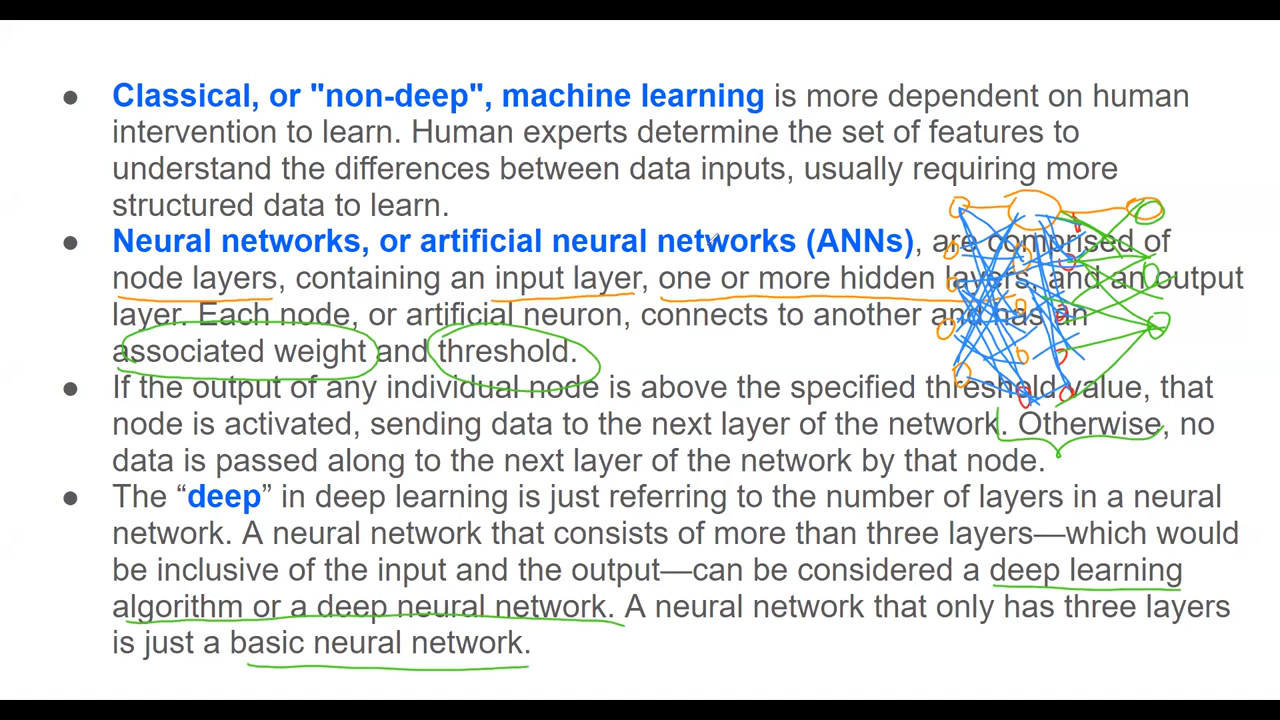 ● Classical, or "non-deep", machine learning is more dependent on human
intervention to learn. Human experts determine the set of features to
understand the differences between data inputs, usually requiring more
structured data to learn.
● Neural networks, or artificial neural networks (ANNs), are comprised of
node layers, containing an input layer, one or more hidden layers, and an output
layer. Each node, or artificial neuron, connects to another and has an
associated weight and threshold.
● If the output of any individual node is above the specified threshold value, that
node is activated, sending data to the next layer of the network. Otherwise, no
data is passed along to the next layer of the network by that node.
● The “deep” in deep learning is just referring to the number of layers in a neural
network. A neural network that consists of more than three layers—which would
be inclusive of the input and the output—can be considered a deep learning
algorithm or a deep neural network. A neural network that only has three layers
is just a basic neural network.